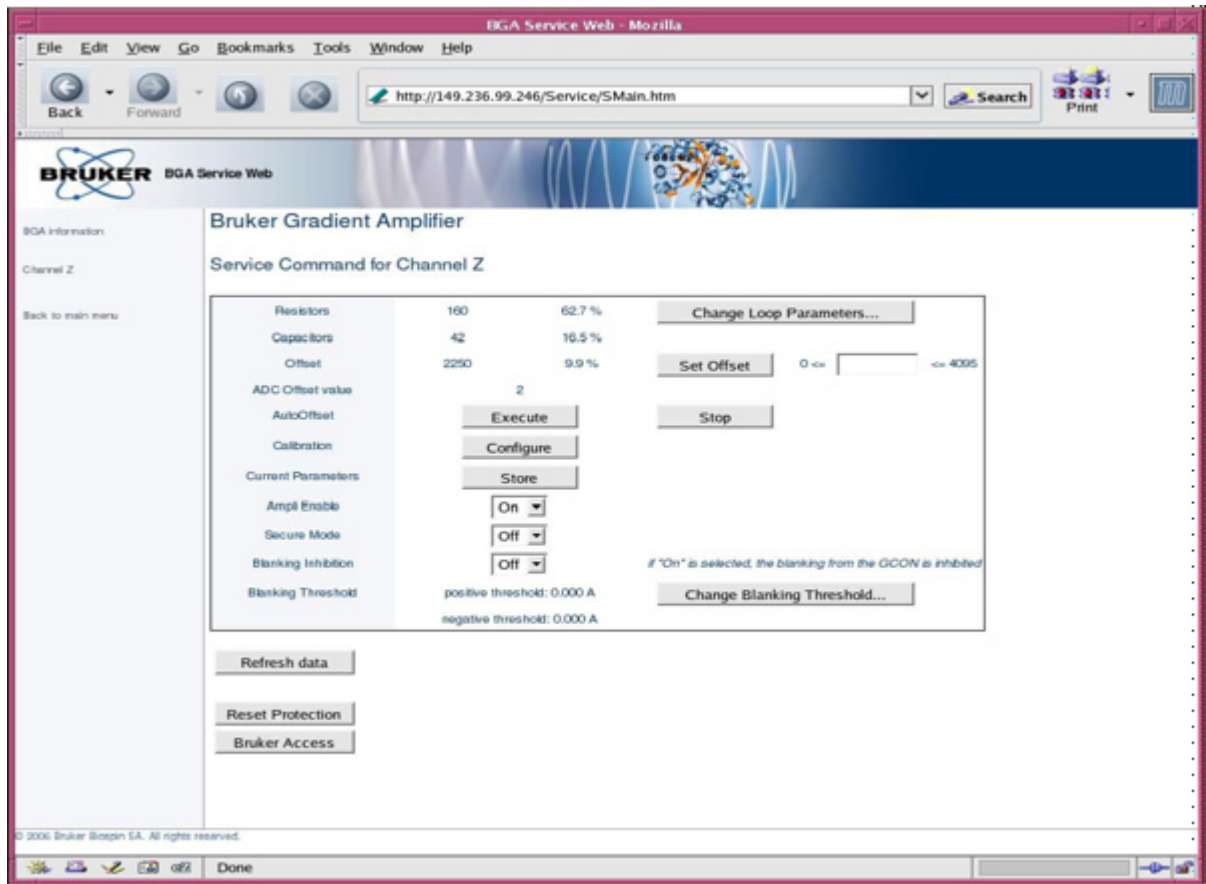 BGA Service Web - Mozilla
File Edit View Go Bookmarks Tools Window Help
http://149.236.99.246/Service/SMain.htm Search Print
Back Forward
BRUKER BGA Service Web
BGA information
Channel Z
Back to main menu
Bruker Gradient Amplifier
Service Command for Channel Z
Resistors 160 62.7 % Change Loop Parameters...
Capacitors 42 16.5 %
Offset 2250 9.9 % Set Offset 0 <= <= 4095
ADC Offset value 2
AutoOffset Execute Stop
Calibration Configure
Current Parameters Store
Ampli Enable On
Secure Mode Off
Blanking Inhibition Off if "On" is selected, the blanking from the GCON is inhibited
Blanking Threshold positive threshold: 0.000 A Change Blanking Threshold...
negative threshold: 0.000 A
Refresh data
Reset Protection
Bruker Access
© 2006 Bruker Biospin SA. All rights reserved.
Done